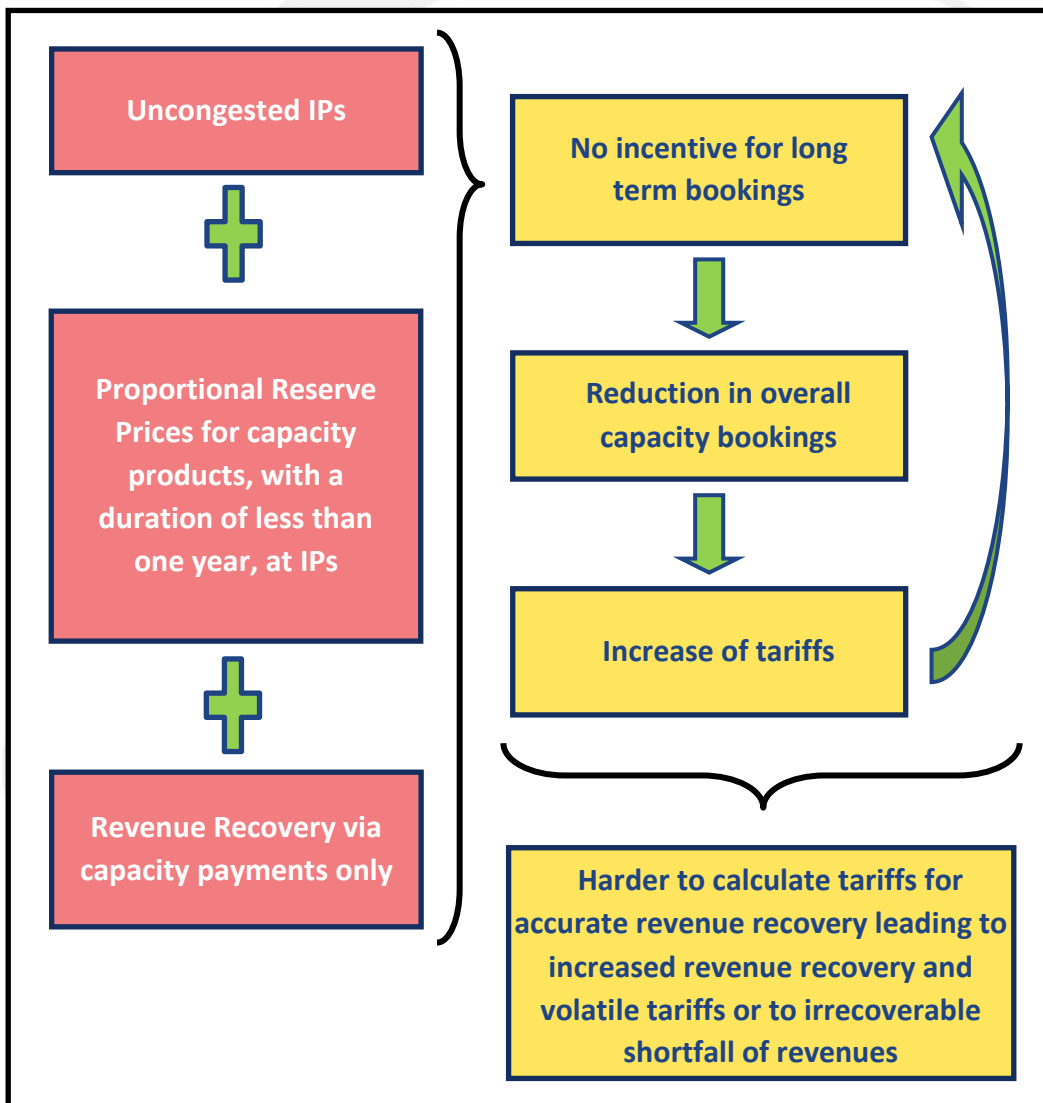 Uncongested IPs
Proportional Reserve
Prices for capacity
products, with a
duration of less than
one year, at IPs
Revenue Recovery via
capacity payments only
No incentive for long
term bookings
Reduction in overall
capacity bookings
Increase of tariffs
Harder to calculate tariffs for
accurate revenue recovery leading to
increased revenue recovery and
volatile tariffs or to irrecoverable
shortfall of revenues